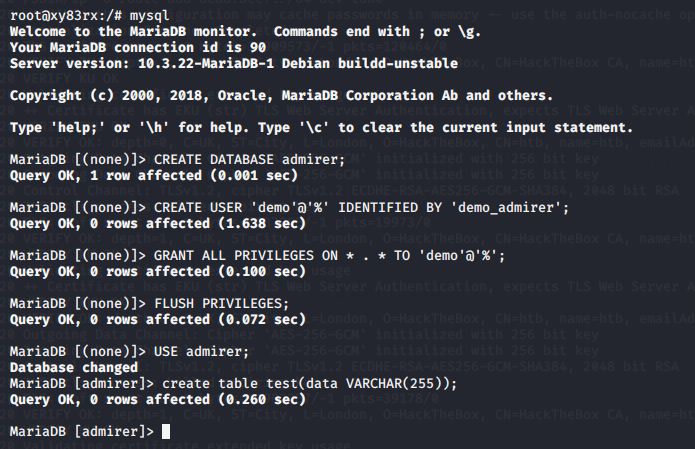 root@xy83rx:/# mysql
Welcome to the MariaDB monitor.  Commands end with ; or \g.
Your MariaDB connection id is 90
Server version: 10.3.22-MariaDB-1 Debian buildd-unstable
Copyright (c) 2000, 2018, Oracle, MariaDB Corporation Ab and others.
Type 'help;' or '\h' for help. Type '\c' to clear the current input statement.
MariaDB [(none)]> CREATE DATABASE admirer;
Query OK, 1 row affected (0.001 sec)
MariaDB [(none)]> CREATE USER 'demo'@'%' IDENTIFIED BY 'demo_admirer';
Query OK, 0 rows affected (1.638 sec)
MariaDB [(none)]> GRANT ALL PRIVILEGES ON * . * TO 'demo'@'%';
Query OK, 0 rows affected (0.100 sec)
MariaDB [(none)]> FLUSH PRIVILEGES;
Query OK, 0 rows affected (0.072 sec)
MariaDB [(none)]> USE admirer;
Database changed
MariaDB [admirer]> create table test(data VARCHAR(255));
Query OK, 0 rows affected (0.260 sec)
MariaDB [admirer]>